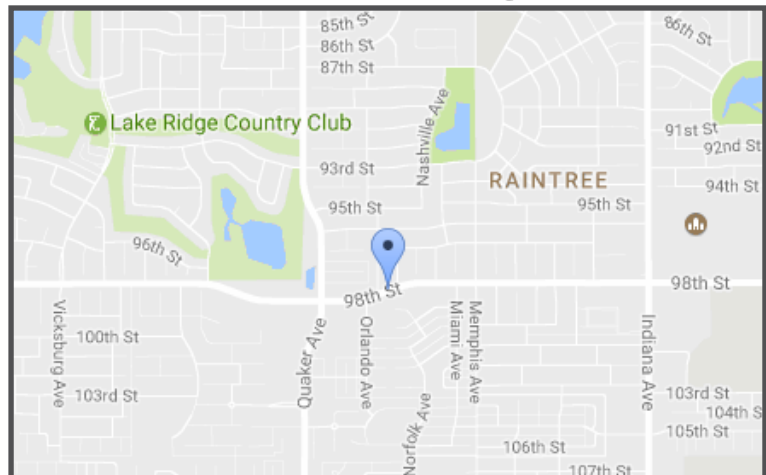 85th St
86th St
87th St
86th St
Lake Ridge Country Club
Nashville Ave
91st St
92nd St
93rd St
RAINTREE
94th St
95th St
95th St
96th St
98th St
98th St
Vicksburg Ave
100th St
Quaker Ave
Orlando Ave
Miami Ave
Memphis Ave
Indiana Ave
103rd St
103rd St
104th S
105th St
Norfolk Ave
106th St
107th St